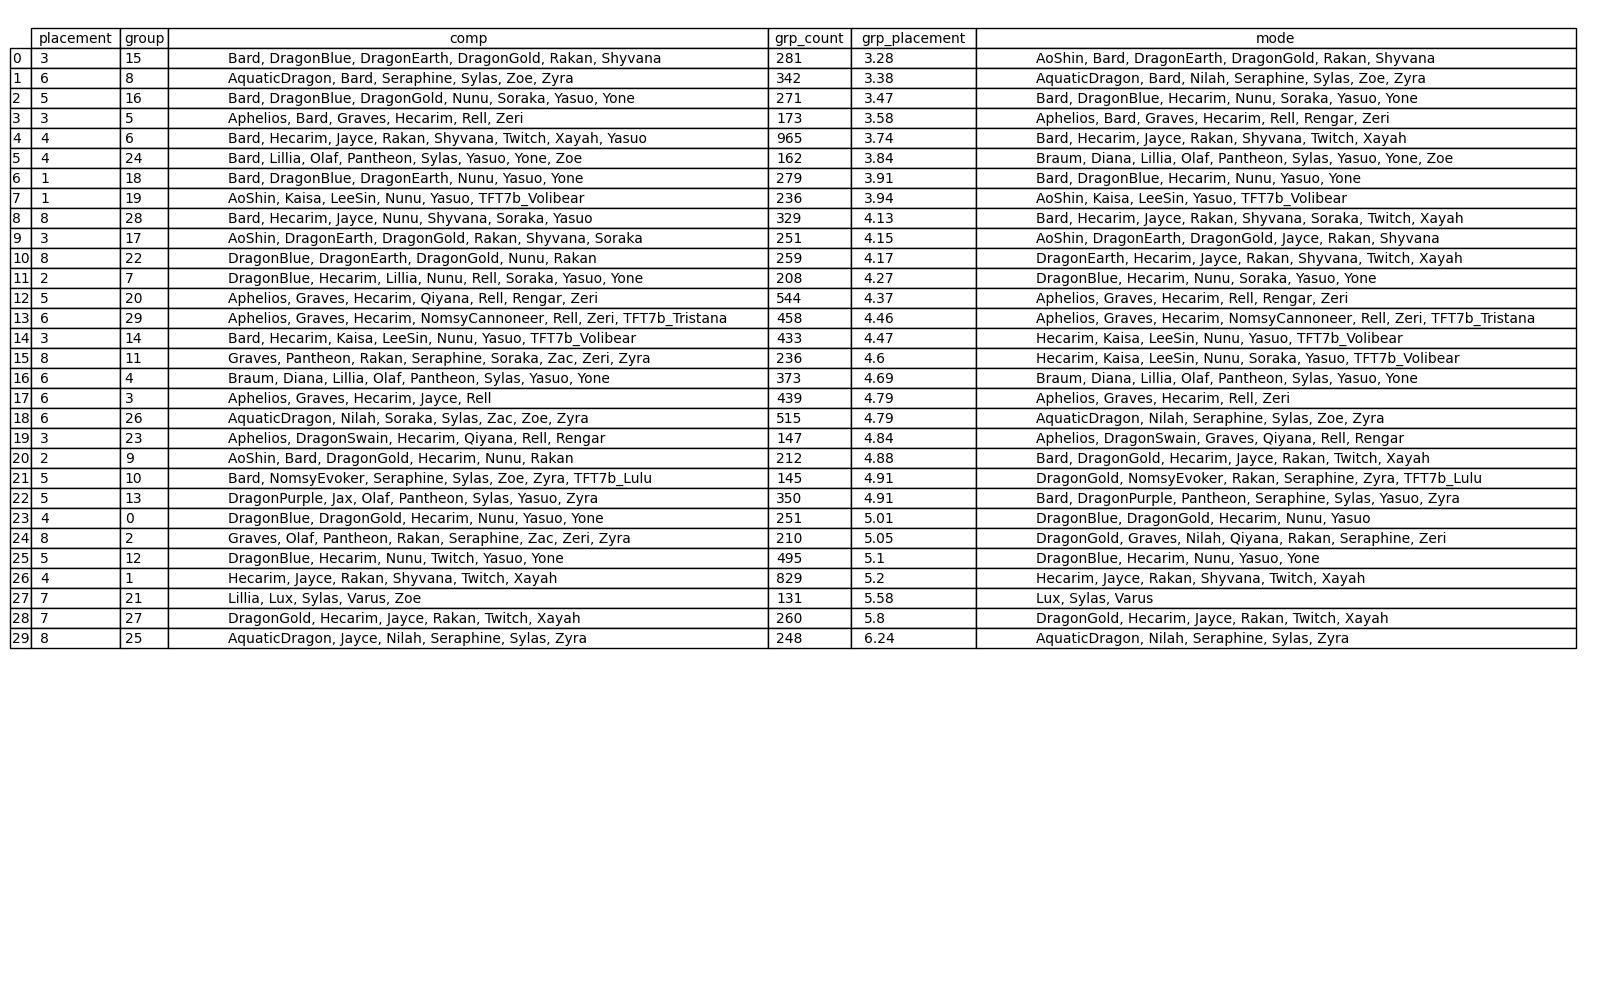 placement group comp grp_count grp_placement mode
0 3 15 Bard, DragonBlue, DragonEarth, DragonGold, Rakan, Shyvana 281 3.28 AoShin, Bard, DragonEarth, DragonGold, Rakan, Shyvana
1 6 8 AquaticDragon, Bard, Seraphine, Sylas, Zoe, Zyra 342 3.38 AquaticDragon, Bard, Nilah, Seraphine, Sylas, Zoe, Zyra
2 5 16 Bard, DragonBlue, DragonGold, Nunu, Soraka, Yasuo, Yone 271 3.47 Bard, DragonBlue, Hecarim, Nunu, Soraka, Yasuo, Yone
3 3 5 Aphelios, Bard, Graves, Hecarim, Rell, Zeri 173 3.58 Aphelios, Bard, Graves, Hecarim, Rell, Rengar, Zeri
4 4 6 Bard, Hecarim, Jayce, Rakan, Shyvana, Twitch, Xayah, Yasuo 965 3.74 Bard, Hecarim, Jayce, Rakan, Shyvana, Twitch, Xayah
5 4 24 Bard, Lillia, Olaf, Pantheon, Sylas, Yasuo, Yone, Zoe 162 3.84 Braum, Diana, Lillia, Olaf, Pantheon, Sylas, Yasuo, Yone, Zoe
6 1 18 Bard, DragonBlue, DragonEarth, Nunu, Yasuo, Yone 279 3.91 Bard, DragonBlue, Hecarim, Nunu, Yasuo, Yone
7 1 19 AoShin, Kaisa, LeeSin, Nunu, Yasuo, TFT7b_Volibear 236 3.94 AoShin, Kaisa, LeeSin, Yasuo, TFT7b_Volibear
8 8 28 Bard, Hecarim, Jayce, Nunu, Shyvana, Soraka, Yasuo 329 4.13 Bard, Hecarim, Jayce, Rakan, Shyvana, Soraka, Twitch, Xayah
9 3 17 AoShin, DragonEarth, DragonGold, Rakan, Shyvana, Soraka 251 4.15 AoShin, DragonEarth, DragonGold, Jayce, Rakan, Shyvana
10 8 22 DragonBlue, DragonEarth, DragonGold, Nunu, Rakan 259 4.17 DragonEarth, Hecarim, Jayce, Rakan, Shyvana, Twitch, Xayah
11 2 7 DragonBlue, Hecarim, Lillia, Nunu, Rell, Soraka, Yasuo, Yone 208 4.27 DragonBlue, Hecarim, Nunu, Soraka, Yasuo, Yone
12 5 20 Aphelios, Graves, Hecarim, Qiyana, Rell, Rengar, Zeri 544 4.37 Aphelios, Graves, Hecarim, Rell, Rengar, Zeri
13 6 29 Aphelios, Graves, Hecarim, NomsyCannoneer, Rell, Zeri, TFT7b_Tristana 458 4.46 Aphelios, Graves, Hecarim, NomsyCannoneer, Rell, Zeri, TFT7b_Tristana
14 3 14 Bard, Hecarim, Kaisa, LeeSin, Nunu, Yasuo, TFT7b_Volibear 433 4.47 Hecarim, Kaisa, LeeSin, Nunu, Yasuo, TFT7b_Volibear
15 8 11 Graves, Pantheon, Rakan, Seraphine, Soraka, Zac, Zeri, Zyra 236 4.6 Hecarim, Kaisa, LeeSin, Nunu, Soraka, Yasuo, TFT7b_Volibear
16 6 4 Braum, Diana, Lillia, Olaf, Pantheon, Sylas, Yasuo, Yone 373 4.69 Braum, Diana, Lillia, Olaf, Pantheon, Sylas, Yasuo, Yone
17 6 3 Aphelios, Graves, Hecarim, Jayce, Rell 439 4.79 Aphelios, Graves, Hecarim, Rell, Zeri
18 6 26 AquaticDragon, Nilah, Soraka, Sylas, Zac, Zoe, Zyra 515 4.79 AquaticDragon, Nilah, Seraphine, Sylas, Zoe, Zyra
19 3 23 Aphelios, DragonSwain, Hecarim, Qiyana, Rell, Rengar 147 4.84 Aphelios, DragonSwain, Graves, Qiyana, Rell, Rengar
20 2 9 AoShin, Bard, DragonGold, Hecarim, Nunu, Rakan 212 4.88 Bard, DragonGold, Hecarim, Jayce, Rakan, Twitch, Xayah
21 5 10 Bard, NomsyEvoker, Seraphine, Sylas, Zoe, Zyra, TFT7b_Lulu 145 4.91 DragonGold, NomsyEvoker, Rakan, Seraphine, Zyra, TFT7b_Lulu
22 5 13 DragonPurple, Jax, Olaf, Pantheon, Sylas, Yasuo, Zyra 350 4.91 Bard, DragonPurple, Pantheon, Seraphine, Sylas, Yasuo, Zyra
23 4 0 DragonBlue, DragonGold, Hecarim, Nunu, Yasuo, Yone 251 5.01 DragonBlue, DragonGold, Hecarim, Nunu, Yasuo
24 8 2 Graves, Olaf, Pantheon, Rakan, Seraphine, Zac, Zeri, Zyra 210 5.05 DragonGold, Graves, Nilah, Qiyana, Rakan, Seraphine, Zeri
25 5 12 DragonBlue, Hecarim, Nunu, Twitch, Yasuo, Yone 495 5.1 DragonBlue, Hecarim, Nunu, Yasuo, Yone
26 4 1 Hecarim, Jayce, Rakan, Shyvana, Twitch, Xayah 829 5.2 Hecarim, Jayce, Rakan, Shyvana, Twitch, Xayah
27 7 21 Lillia, Lux, Sylas, Varus, Zoe 131 5.58 Lux, Sylas, Varus
28 7 27 DragonGold, Hecarim, Jayce, Rakan, Twitch, Xayah 260 5.8 DragonGold, Hecarim, Jayce, Rakan, Twitch, Xayah
29 8 25 AquaticDragon, Jayce, Nilah, Seraphine, Sylas, Zyra 248 6.24 AquaticDragon, Nilah, Seraphine, Sylas, Zyra